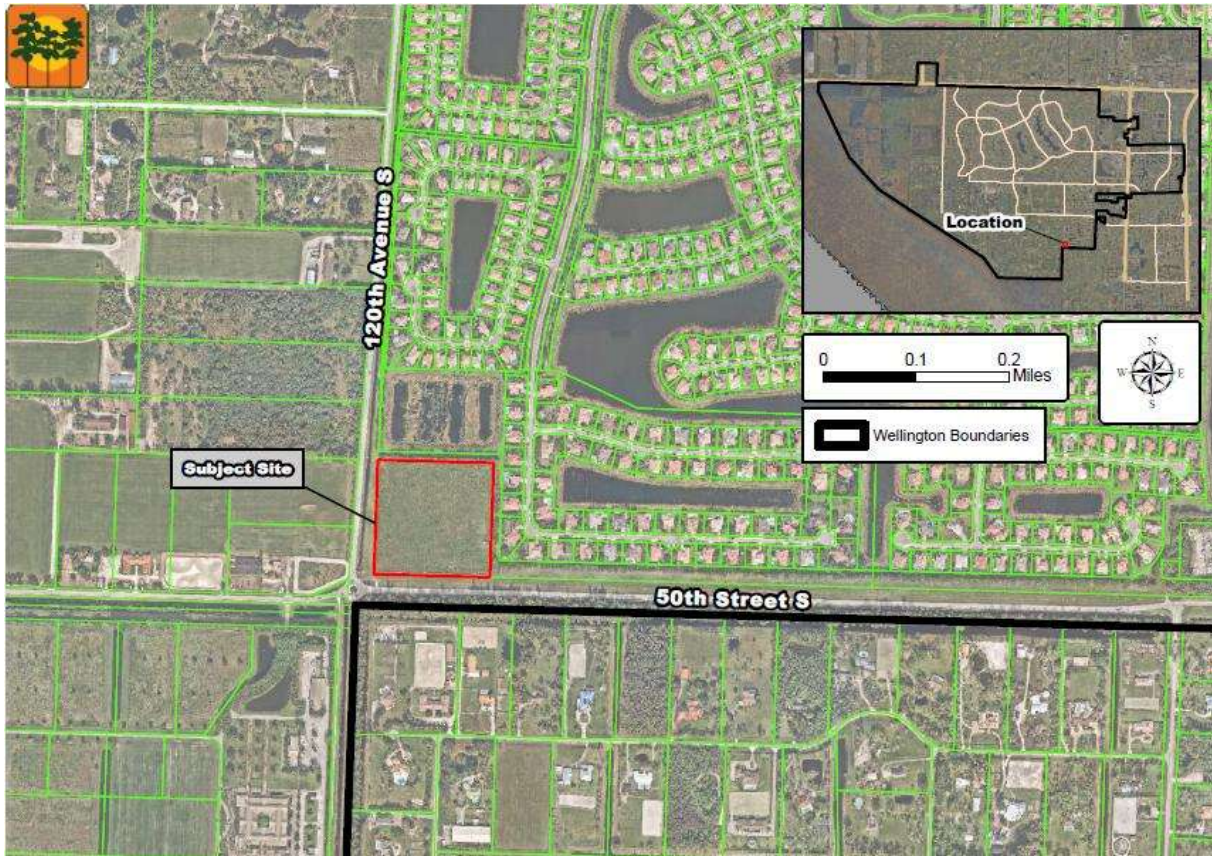 Location
0 0.1 0.2
Miles
N
W E
S
Wellington Boundaries
120th Avenue S
Subject Site
50th Street S